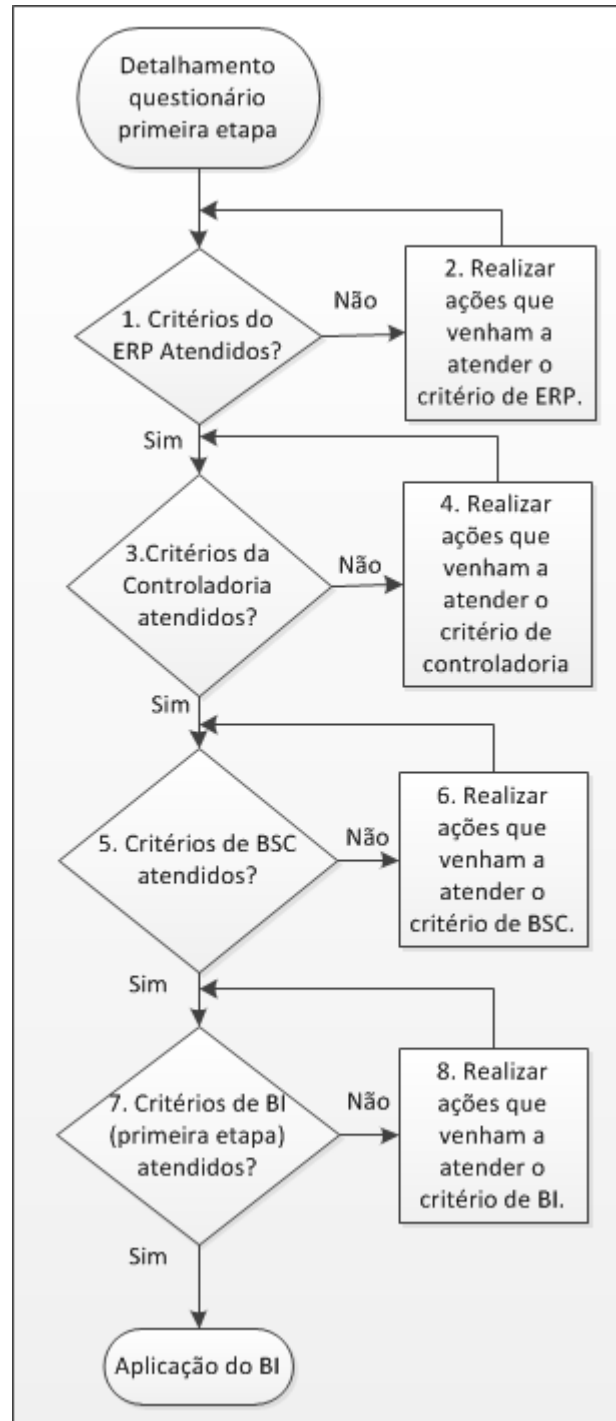 Detalhamento
questionário
primeira etapa
1. Critérios do
ERP Atendidos?
Não
2. Realizar
ações que
venham a
atender o
critério de ERP.
Sim
3.Critérios da
Controladoria
atendidos?
Não
4. Realizar
ações que
venham a
atender o
critério de
controladoria
Sim
5. Critérios de BSC
atendidos?
Não
6. Realizar
ações que
venham a
atender o
critério de BSC.
Sim
7. Critérios de BI
(primeira etapa)
atendidos?
Não
8. Realizar
ações que
venham a
atender o
critério de BI.
Sim
Aplicação do BI